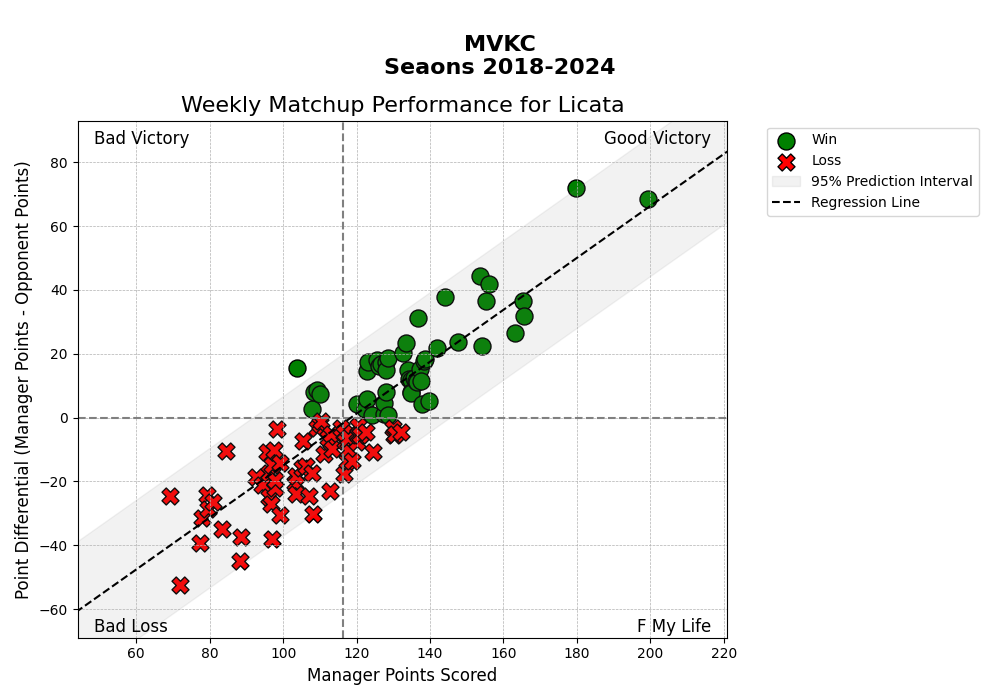 MVKC
Seaons 2018-2024
Weekly Matchup Performance for Licata
Bad Victory
Good Victory
Win
Loss
95% Prediction Interval
Regression Line
Point Differential (Manager Points - Opponent Points)
80
60
40
20
0
−20
−40
−60
Bad Loss
F My Life
60
80
100
120
140
160
180
200
220
Manager Points Scored